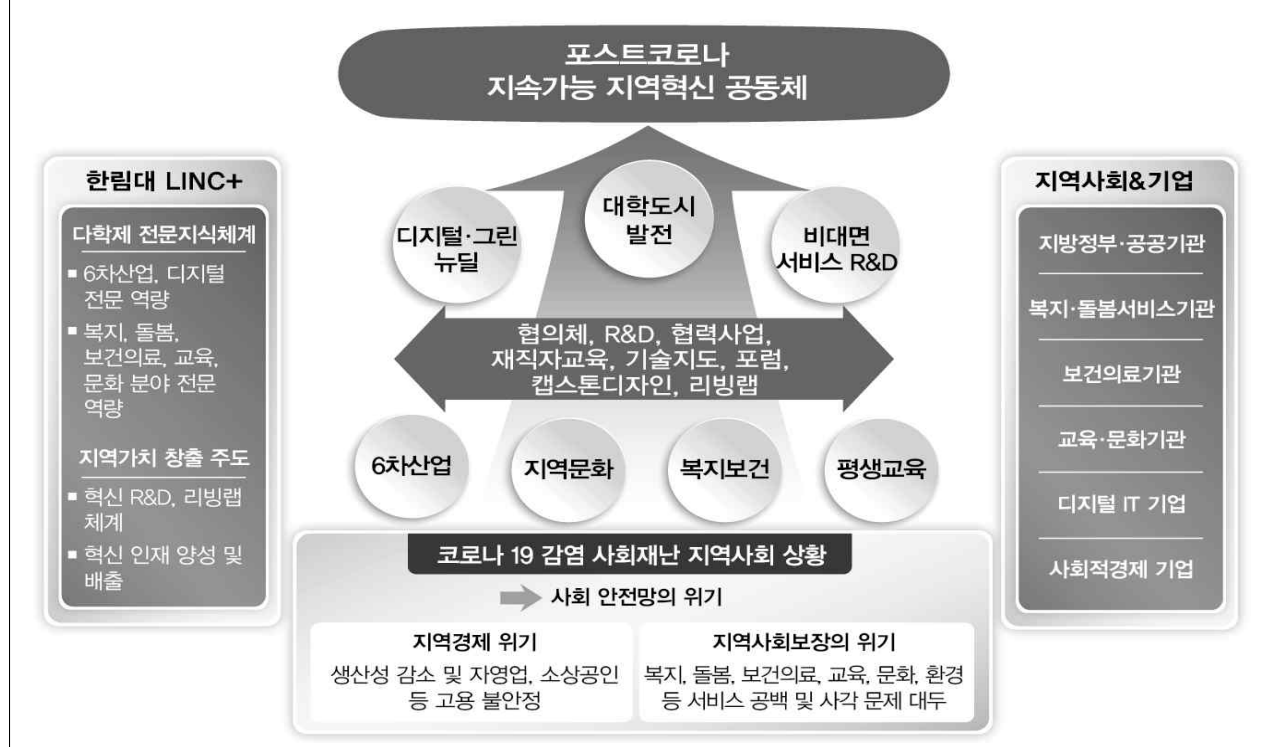 포스트코로나
지속가능 지역혁신 공동체
한림대 LINC+
다학제 전문지식체계
▪ 6차산업, 디지털
전문 역량
▪ 복지, 돌봄,
보건의료, 교육,
문화 분야 전문
역량
지역가치 창출 주도
▪ 혁신 R&D, 리빙랩
체계
▪ 혁신 인재 양성 및
배출
디지털·그린
뉴딜
대학도시
발전
비대면
서비스 R&D
협의체, R&D, 협력사업,
재직자교육, 기술지도, 포럼,
캡스톤디자인, 리빙랩
6차산업
지역문화
복지보건
평생교육
지역사회&기업
지방정부·공공기관
복지·돌봄서비스기관
보건의료기관
교육·문화기관
디지털 IT 기업
사회적경제 기업
코로나 19 감염 사회재난 지역사회 상황
사회 안전망의 위기
지역경제 위기
생산성 감소 및 자영업, 소상공인
등 고용 불안정
지역사회보장의 위기
복지, 돌봄, 보건의료, 교육, 문화, 환경
등 서비스 공백 및 사각 문제 대두